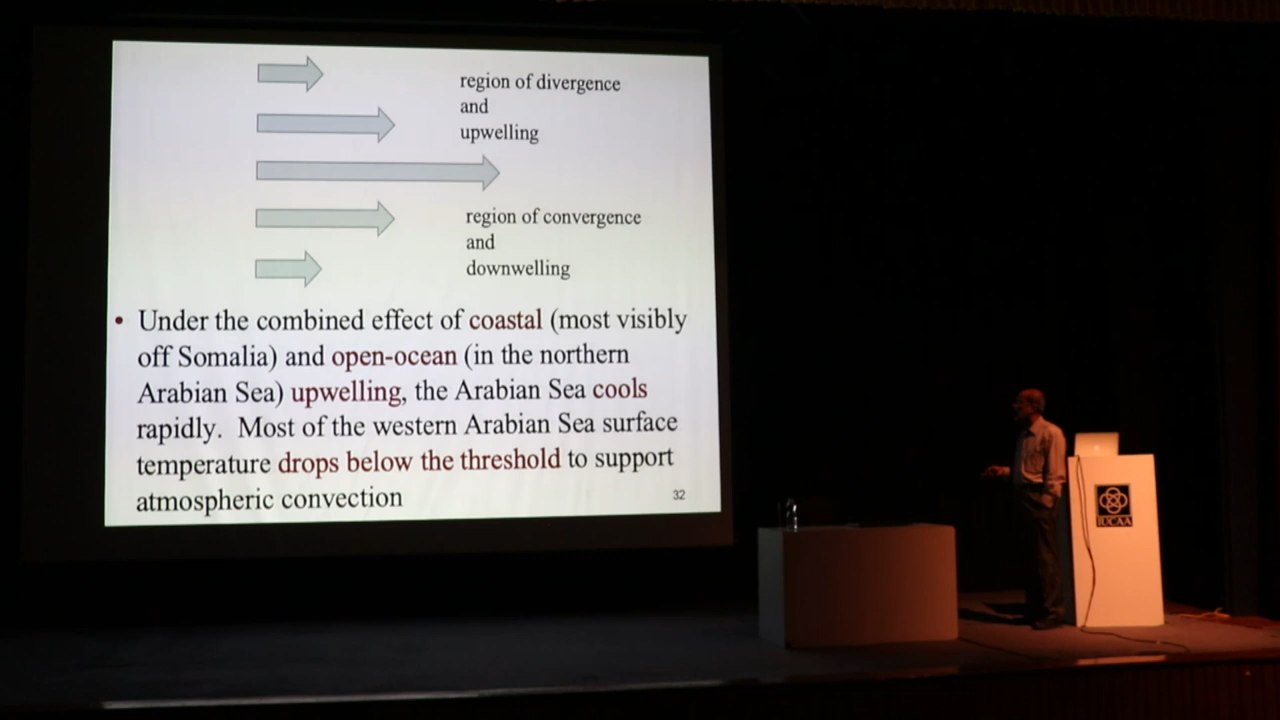 region of divergence
and
upwelling
region of convergence
and
downwelling
• Under the combined effect of coastal (most visibly
off Somalia) and open-ocean (in the northern
Arabian Sea) upwelling, the Arabian Sea cools
rapidly. Most of the western Arabian Sea surface
temperature drops below the threshold to support
atmospheric convection
32
IUCAA